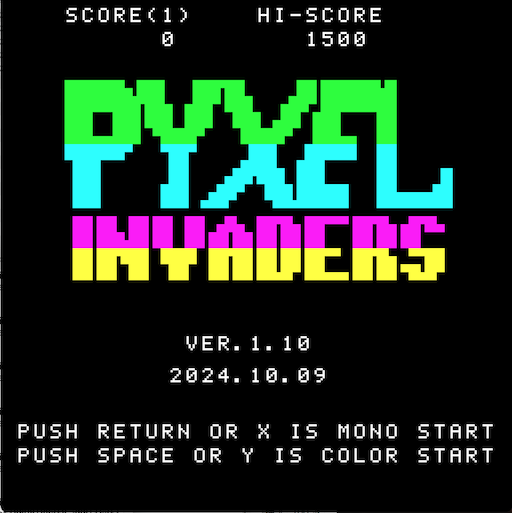 SCORE(1) HI-SCORE
0 1500
PYXEL
INVADERS
VER.1.10
2024.10.09
PUSH RETURN OR X IS MONO START
PUSH SPACE OR Y IS COLOR START